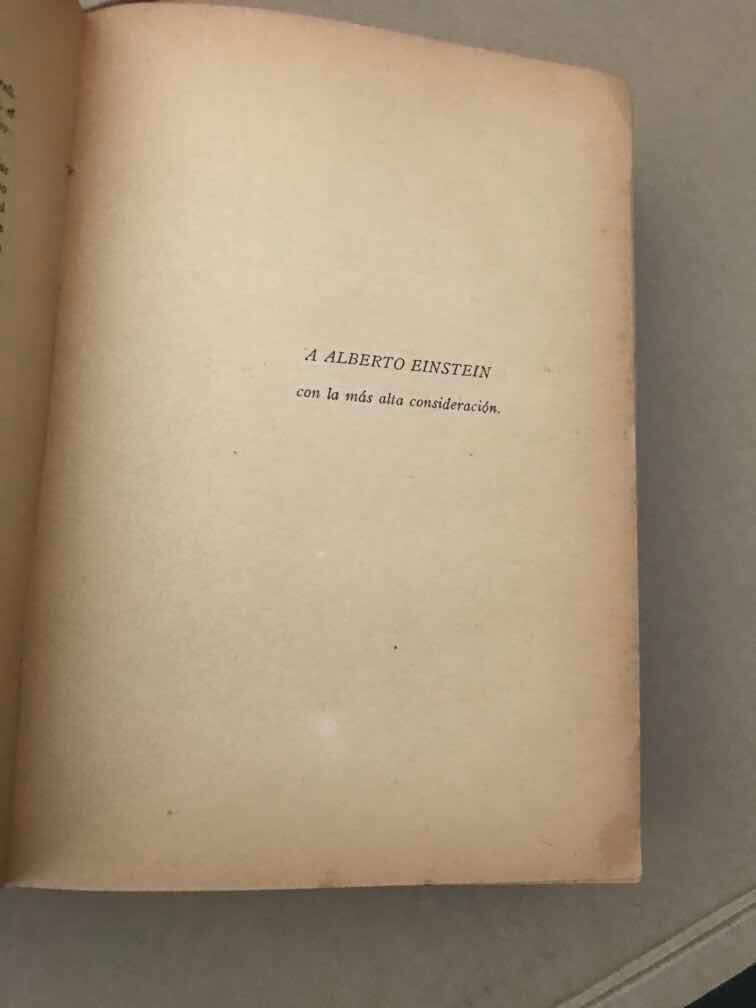 A ALBERTO EINSTEIN
con la más alta consideración.